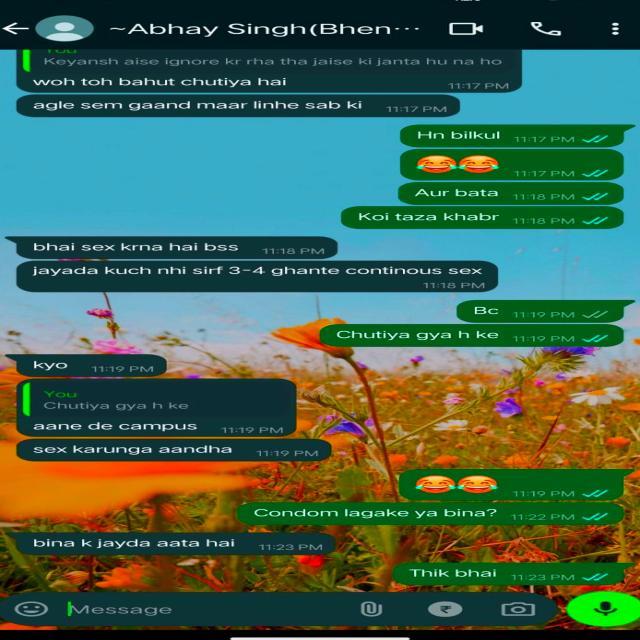 ~Abhay Singh(Bhen...
You
Keyansh aise ignore kr rha tha jaise ki janta hu na ho
woh toh bahut chutiya hai
11:17 PM
agle sem gaand maar linhe sab ki 11:17 PM
Hn bilkul 11:17 PM
😂😂 11:17 PM
Aur bata 11:18 PM
Koi taza khabr 11:18 PM
bhai sex krna hai bss 11:18 PM
jayada kuch nhi sirf 3-4 ghante continous sex
11:18 PM
Bc 11:19 PM
Chutiya gya h ke 11:19 PM
kyo 11:19 PM
You
Chutiya gya h ke
aane de campus 11:19 PM
sex karunga aandha 11:19 PM
😂😂 11:19 PM
Condom lagake ya bina? 11:22 PM
bina k jayda aata hai 11:23 PM
Thik bhai 11:23 PM
Message